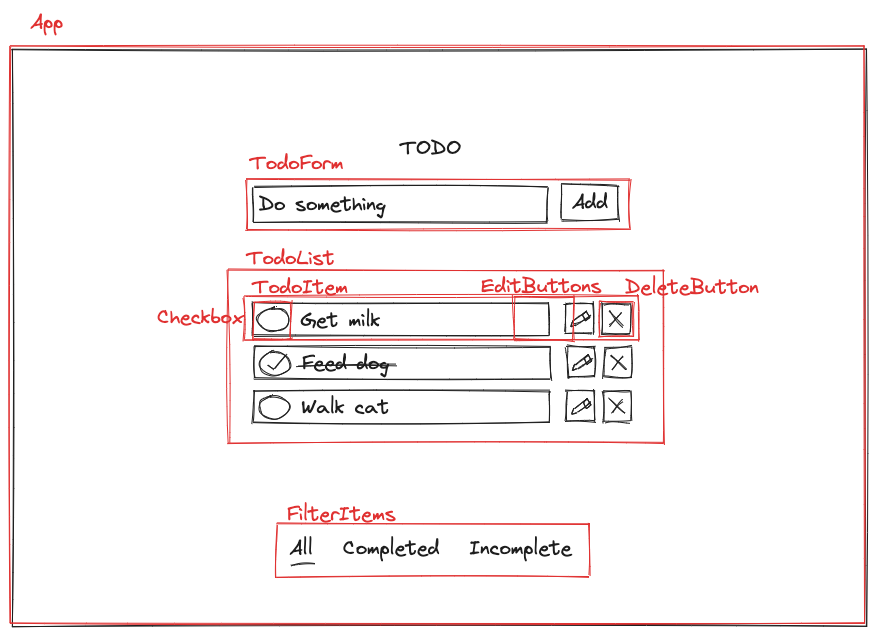 App
TODO
TodoForm
Do something Add
TodoList
TodoItem EditButtons DeleteButton
Checkbox Get milk
Feed dog
Walk cat
FilterItems
All Completed Incomplete